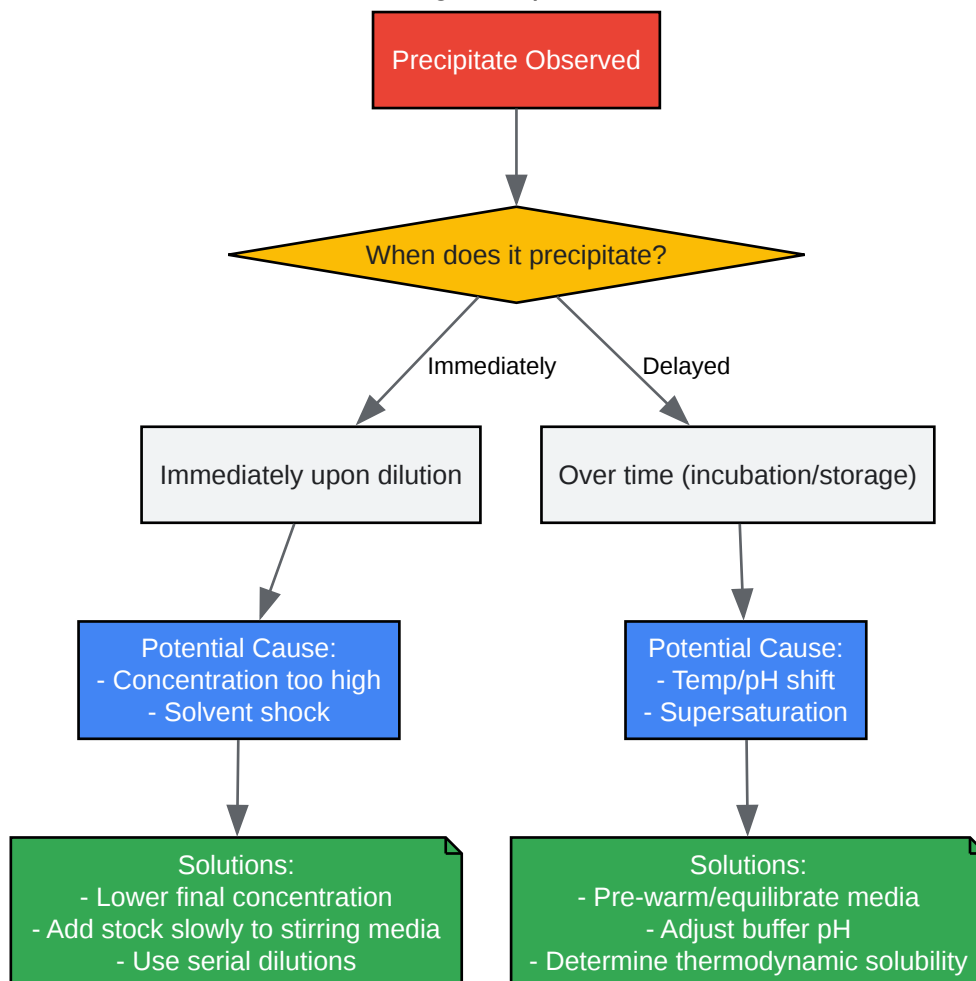 Precipitate Observed
When does it precipitate?
Immediately
Delayed
Immediately upon dilution
Over time (incubation/storage)
Potential Cause:
- Concentration too high
- Solvent shock
Potential Cause:
- Temp/pH shift
- Supersaturation
Solutions:
- Lower final concentration
- Add stock slowly to stirring media
- Use serial dilutions
Solutions:
- Pre-warm/equilibrate media
- Adjust buffer pH
- Determine thermodynamic solubility